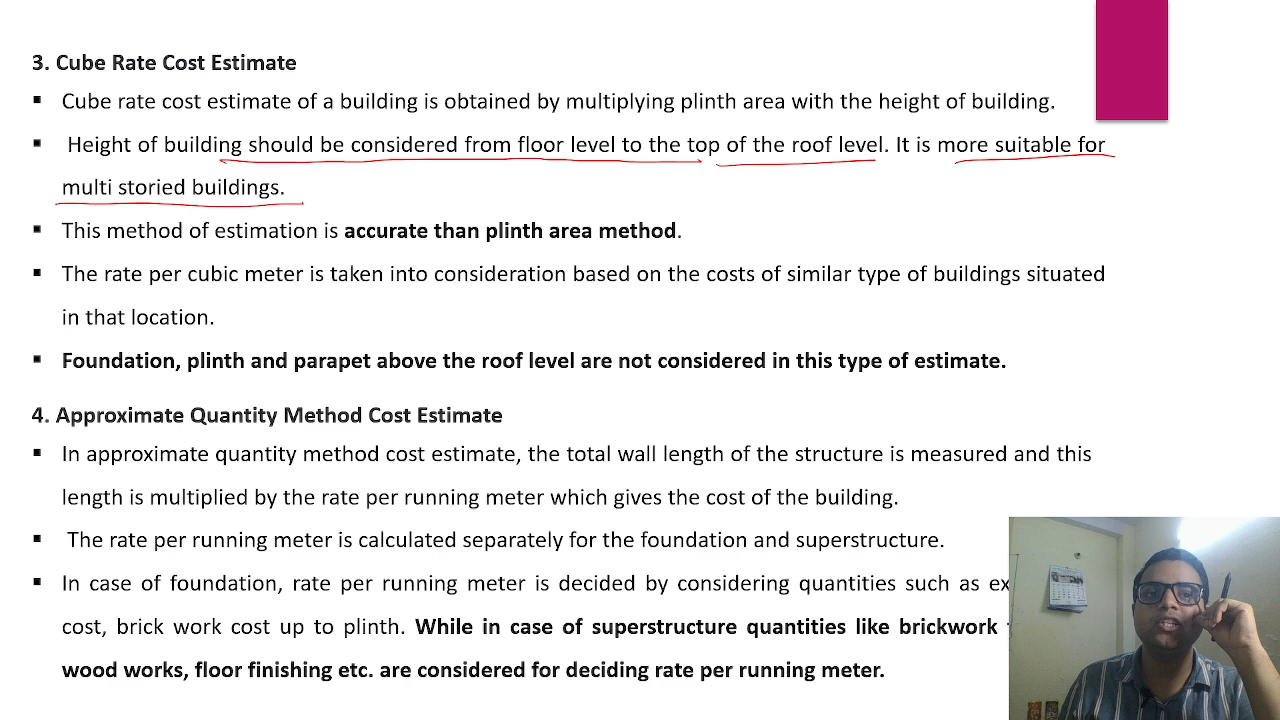 3. Cube Rate Cost Estimate
▪ Cube rate cost estimate of a building is obtained by multiplying plinth area with the height of building.
▪ Height of building should be considered from floor level to the top of the roof level. It is more suitable for
multi storied buildings.
▪ This method of estimation is accurate than plinth area method.
▪ The rate per cubic meter is taken into consideration based on the costs of similar type of buildings situated
in that location.
▪ Foundation, plinth and parapet above the roof level are not considered in this type of estimate.
4. Approximate Quantity Method Cost Estimate
▪ In approximate quantity method cost estimate, the total wall length of the structure is measured and this
length is multiplied by the rate per running meter which gives the cost of the building.
▪ The rate per running meter is calculated separately for the foundation and superstructure.
▪ In case of foundation, rate per running meter is decided by considering quantities such as
cost, brick work cost up to plinth. While in case of superstructure quantities like brickwork
wood works, floor finishing etc. are considered for deciding rate per running meter.